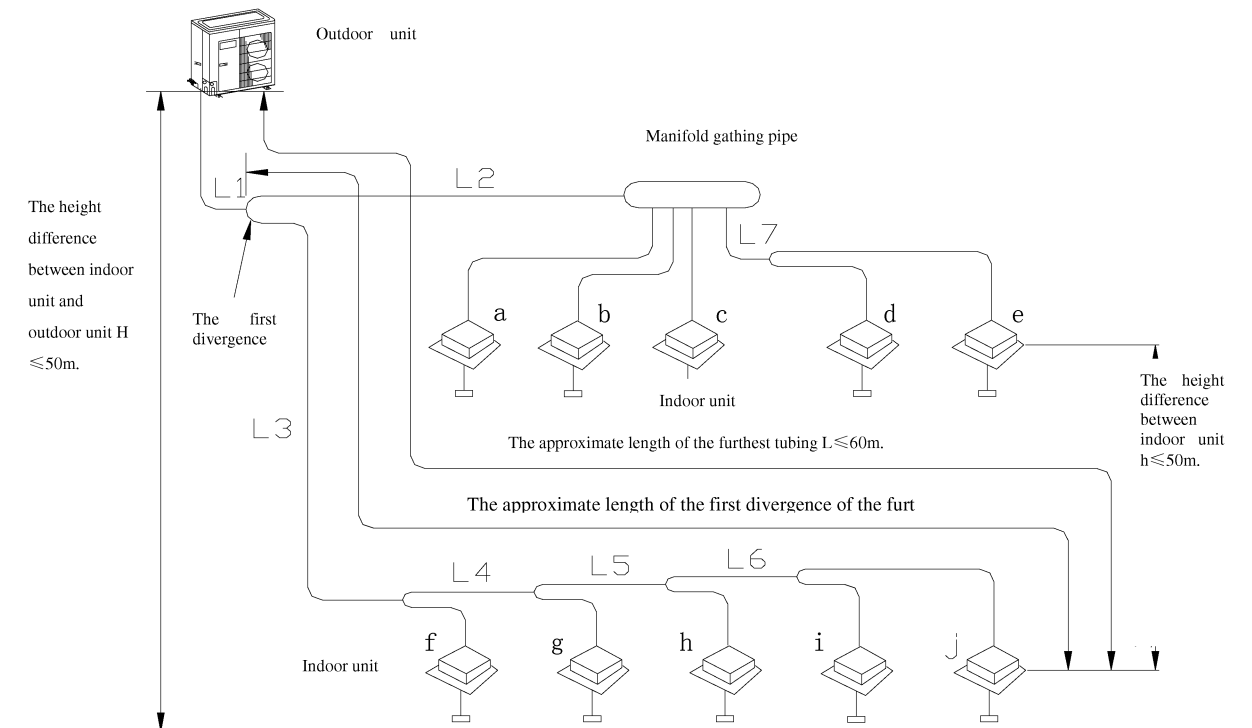 Outdoor unit
Manifold gathing pipe
L1
L2
The height
difference
between indoor
unit and
outdoor unit H
≤50m.
L7
The first
divergence
a
b
c
d
e
Indoor unit
The height
difference
between
indoor unit
h≤50m.
L3
The approximate length of the furthest tubing L≤60m.
The approximate length of the first divergence of the furt
L4
L5
L6
f
g
h
i
j
Indoor unit